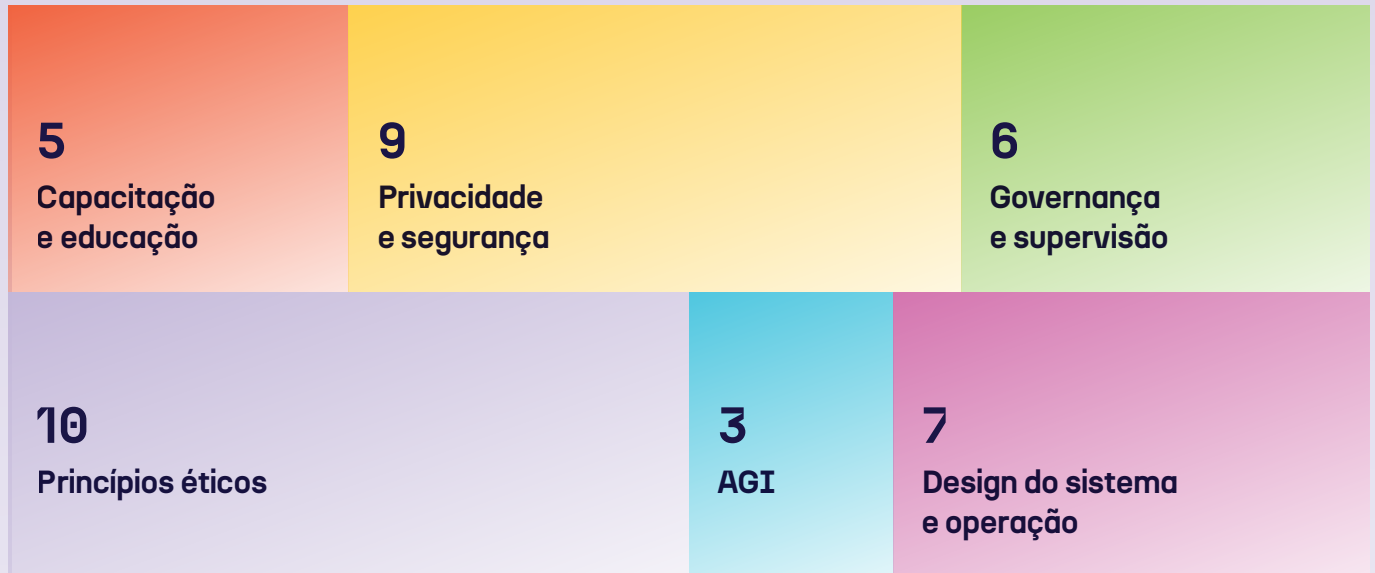 5
Capacitação
e educação
9
Privacidade
e segurança
6
Governança
e supervisão
10
Princípios éticos
3
AGI
7
Design do sistema
e operação